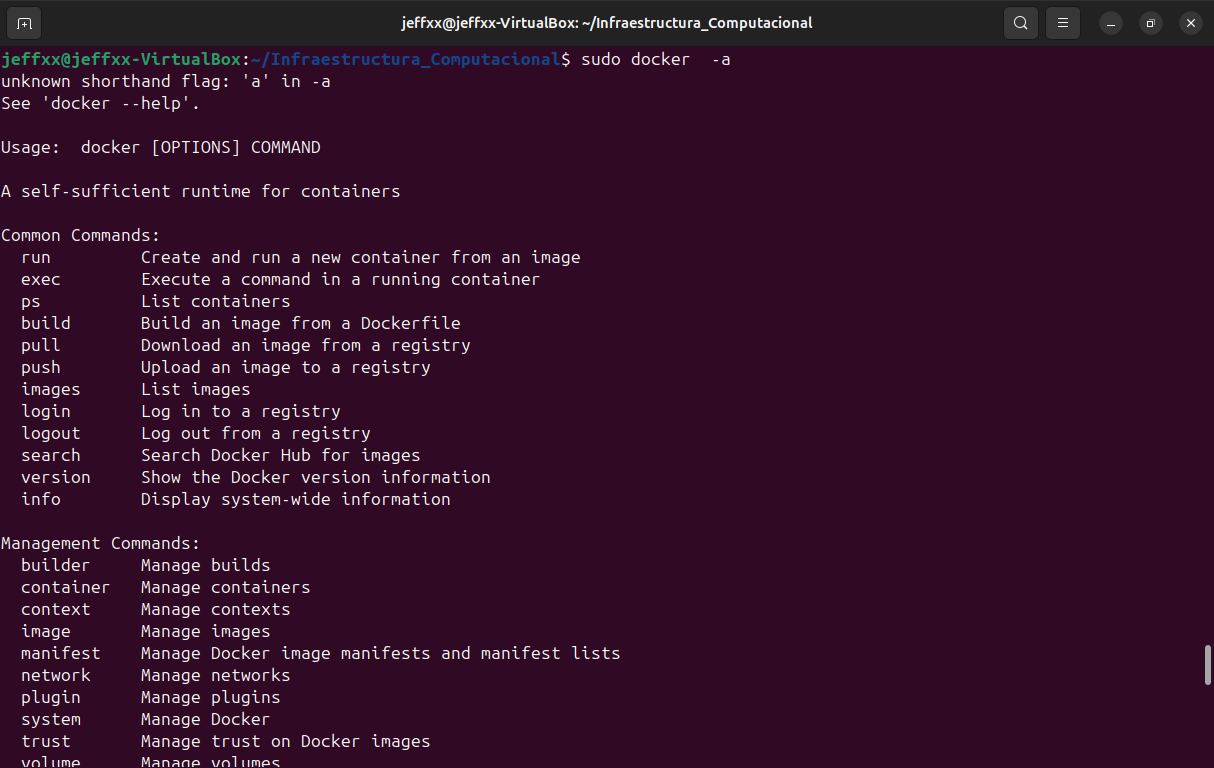 jeffxx@jeffxx-VirtualBox: ~/Infraestructura_Computacional
jeffxx@jeffxx-VirtualBox:~/Infraestructura_Computacional$ sudo docker  -a
unknown shorthand flag: 'a' in -a
See 'docker --help'.
Usage:  docker [OPTIONS] COMMAND
A self-sufficient runtime for containers
Common Commands:
  run         Create and run a new container from an image
  exec        Execute a command in a running container
  ps          List containers
  build       Build an image from a Dockerfile
  pull        Download an image from a registry
  push        Upload an image to a registry
  images      List images
  login       Log in to a registry
  logout      Log out from a registry
  search      Search Docker Hub for images
  version     Show the Docker version information
  info        Display system-wide information
Management Commands:
  builder     Manage builds
  container   Manage containers
  context     Manage contexts
  image       Manage images
  manifest    Manage Docker image manifests and manifest lists
  network     Manage networks
  plugin      Manage plugins
  system      Manage Docker
  trust       Manage trust on Docker images
  volume      Manage volumes